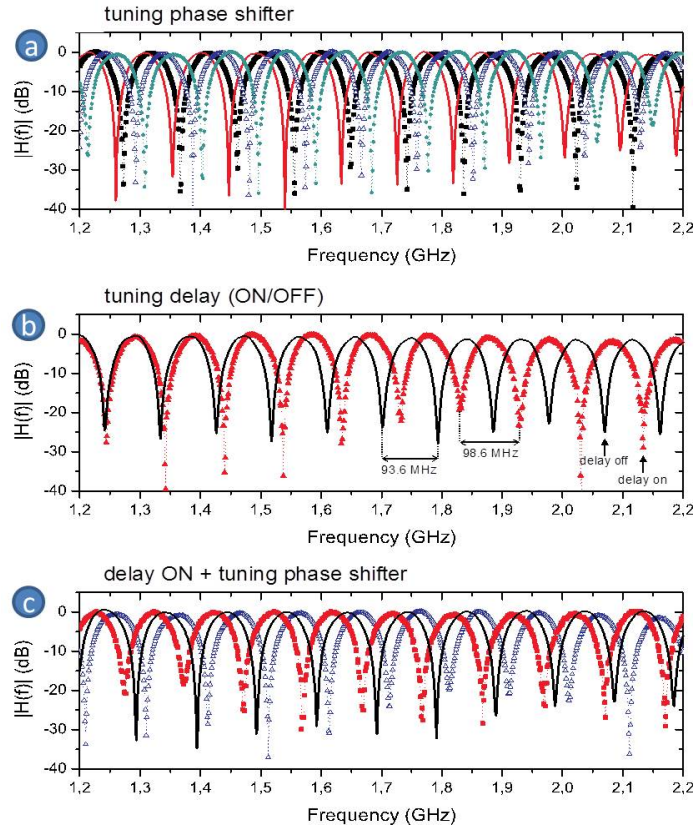 tuning phase shifter
a
|H(f)| (dB)
0
-10
-20
-30
-40
1,2 1,3 1,4 1,5 1,6 1,7 1,8 1,9 2,0 2,1 2,2
Frequency (GHz)
tuning delay (ON/OFF)
b
|H(f)| (dB)
0
-10
-20
-30
-40
93.6 MHz
98.6 MHz
delay off
delay on
1,2 1,3 1,4 1,5 1,6 1,7 1,8 1,9 2,0 2,1 2,2
Frequency (GHz)
delay ON + tuning phase shifter
c
|H(f)| (dB)
0
-10
-20
-30
-40
1,2 1,3 1,4 1,5 1,6 1,7 1,8 1,9 2,0 2,1 2,2
Frequency (GHz)